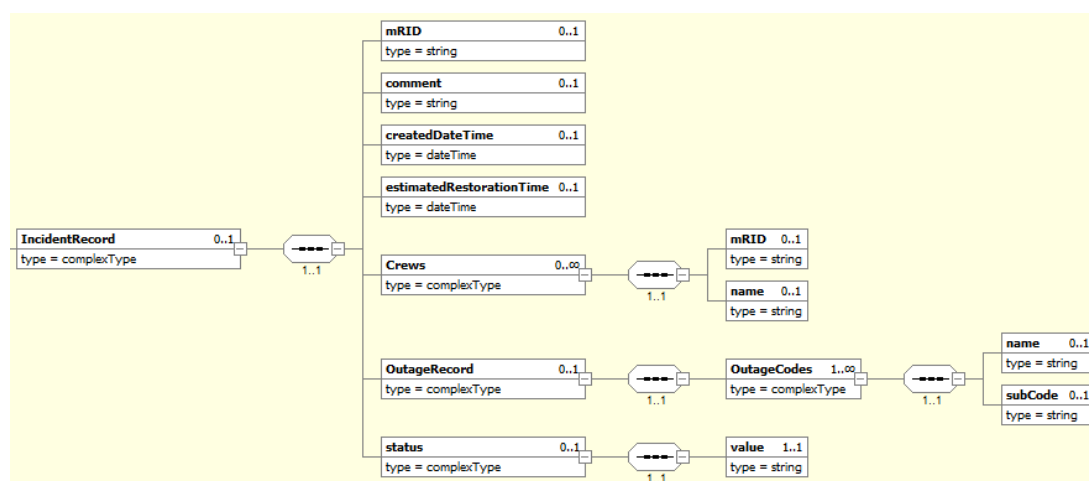 mRID 0..1
type = string
comment 0..1
type = string
createdDateTime 0..1
type = dateTime
estimatedRestorationTime 0..1
type = dateTime
IncidentRecord 0..1
type = complexType
1..1
Crews 0..∞
type = complexType
1..1
mRID 0..1
type = string
name 0..1
type = string
OutageRecord 0..1
type = complexType
1..1
OutageCodes 1..∞
type = complexType
1..1
name 0..1
type = string
subCode 0..1
type = string
status 0..1
type = complexType
1..1
value 1..1
type = string